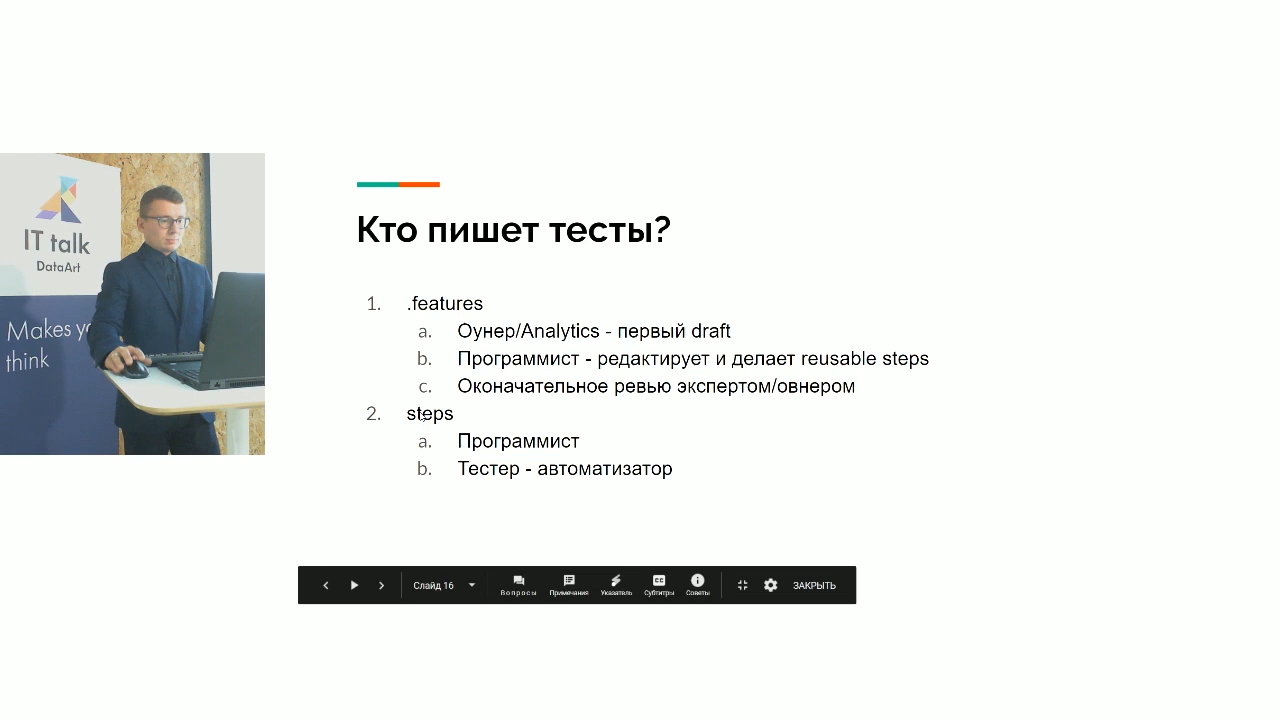 IT talk
DataArt
Makes yo
think
Кто пишет тесты?
1. .features
a. Оунер/Analytics - первый draft
b. Программист - редактирует и делает reusable steps
c. Оконачательное ревью экспертом/овнером
2. steps
a. Программист
b. Тестер - автоматизатор
Слайд 16 Вопросы Примечания Указатель Субтитры Советы ЗАКРЫТЬ